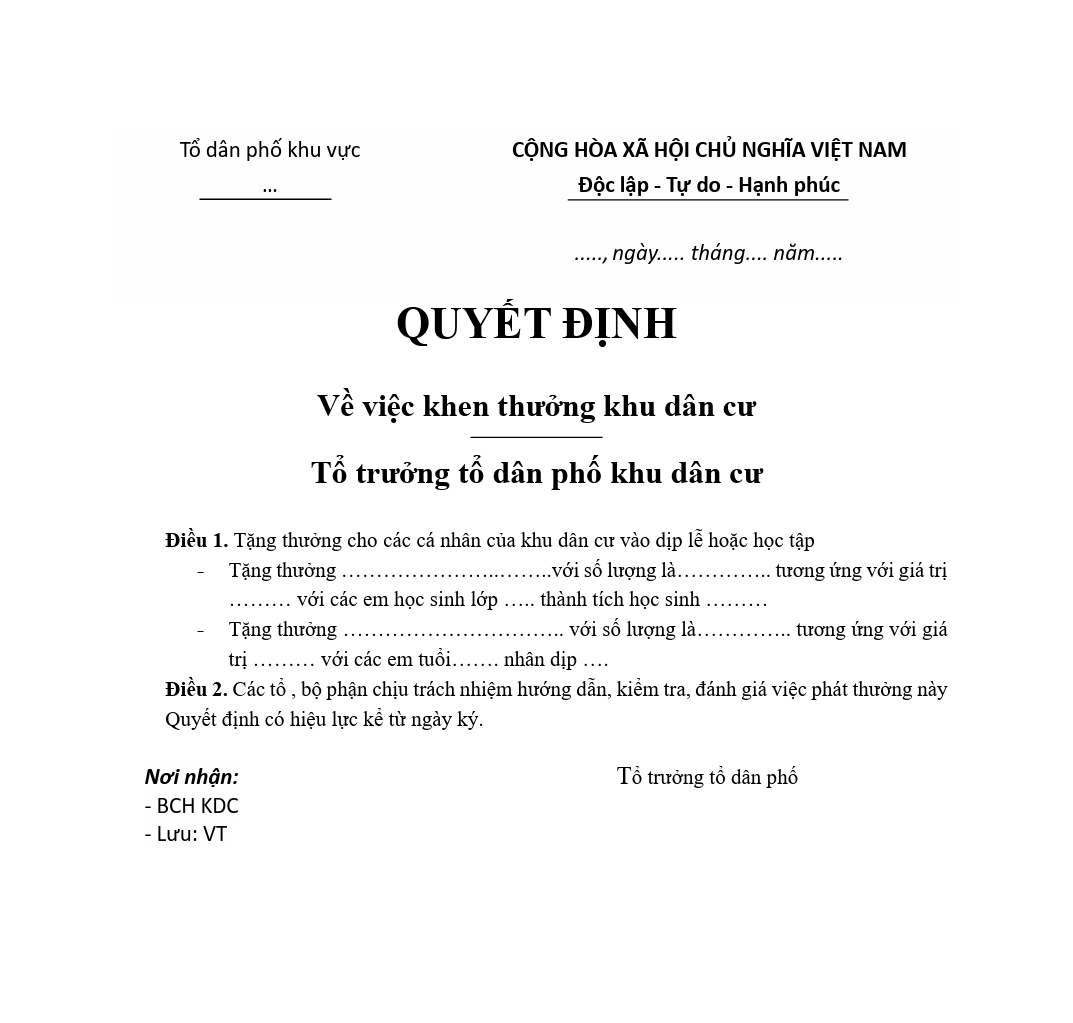 Tổ dân phố khu vực
...
CỘNG HÒA XÃ HỘI CHỦ NGHĨA VIỆT NAM
Độc lập - Tự do - Hạnh phúc
....., ngày..... tháng.... năm.....
QUYẾT ĐỊNH
Về việc khen thưởng khu dân cư
Tổ trưởng tổ dân phố khu dân cư
Điều 1. Tặng thưởng cho các cá nhân của khu dân cư vào dịp lễ hoặc học tập
- Tặng thưởng …………………..……..với số lượng là………….. tương ứng với giá trị
……… với các em học sinh lớp ….. thành tích học sinh ………
- Tặng thưởng ………………………….. với số lượng là………….. tương ứng với giá
trị ……… với các em tuổi……. nhân dịp ….
Điều 2. Các tổ , bộ phận chịu trách nhiệm hướng dẫn, kiểm tra, đánh giá việc phát thưởng này
Quyết định có hiệu lực kể từ ngày ký.
Nơi nhận:
- BCH KDC
- Lưu: VT
Tổ trưởng tổ dân phố